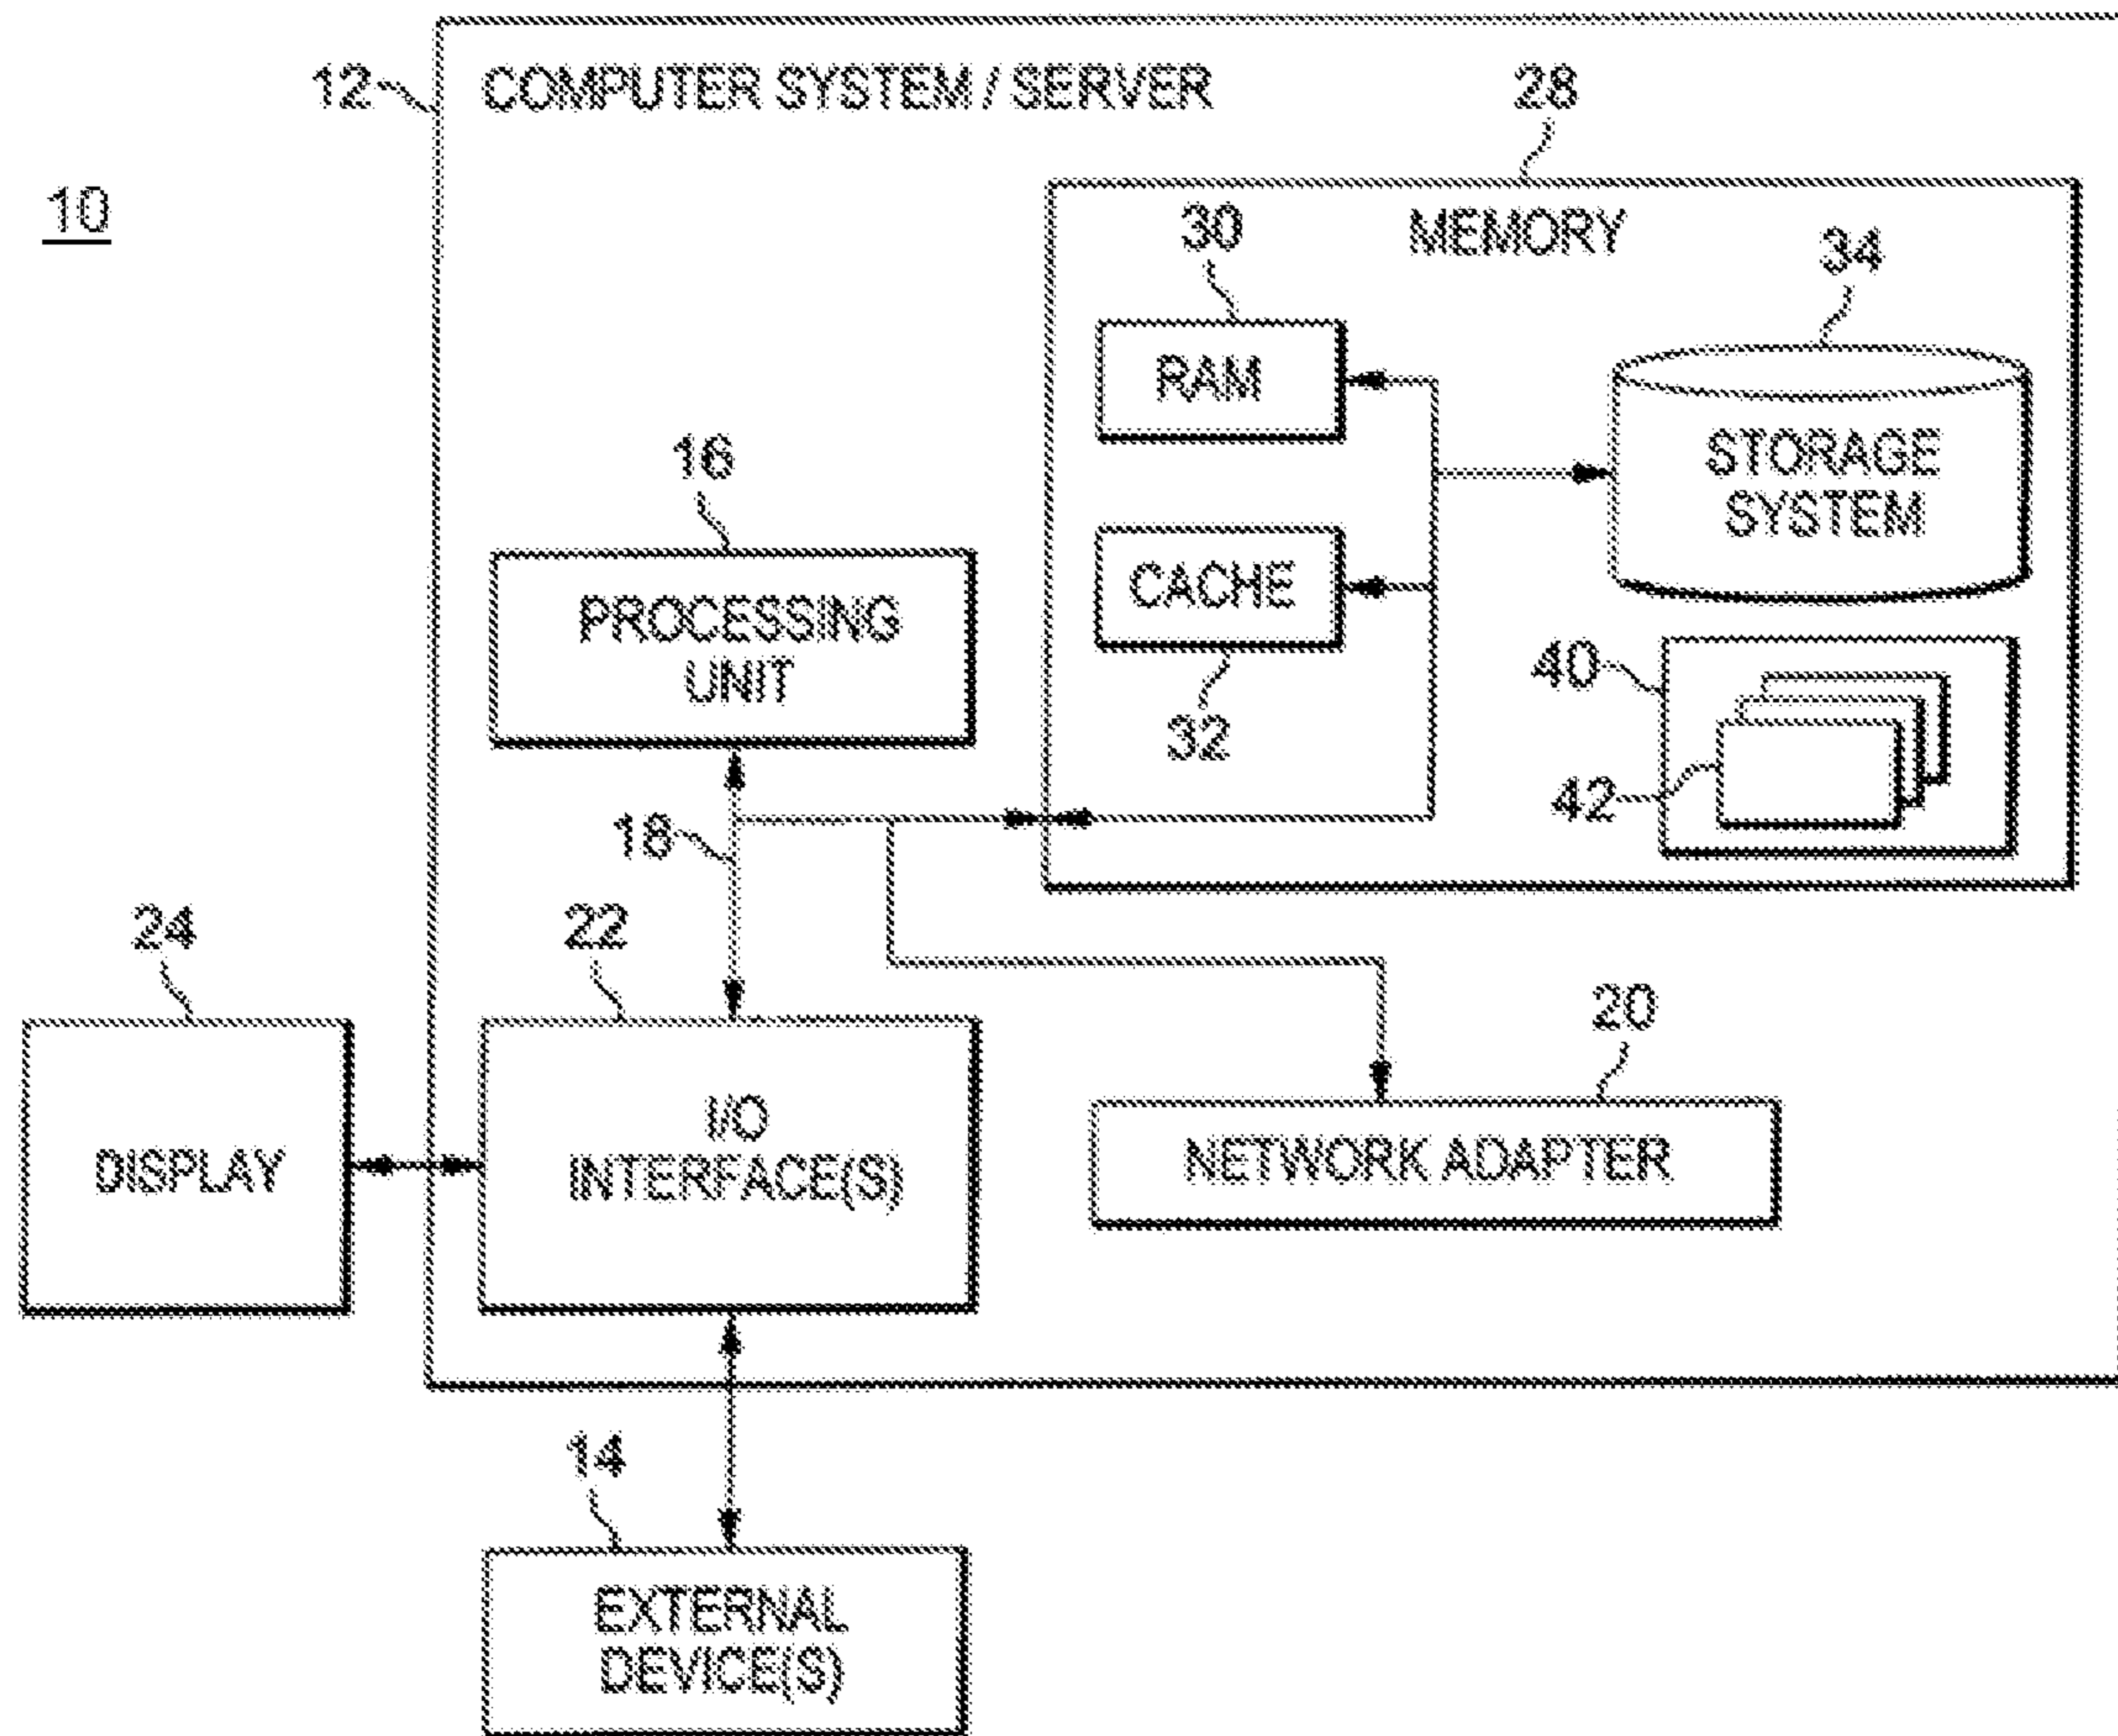 12
COMPUTER SYSTEM / SERVER
28
10
30
MEMORY
34
RAM
16
STORAGE
SYSTEM
PROCESSING
UNIT
CACHE
40
32
42
18
24
22
20
DISPLAY
I/O
INTERFACE(S)
NETWORK ADAPTER
14
EXTERNAL
DEVICE(S)